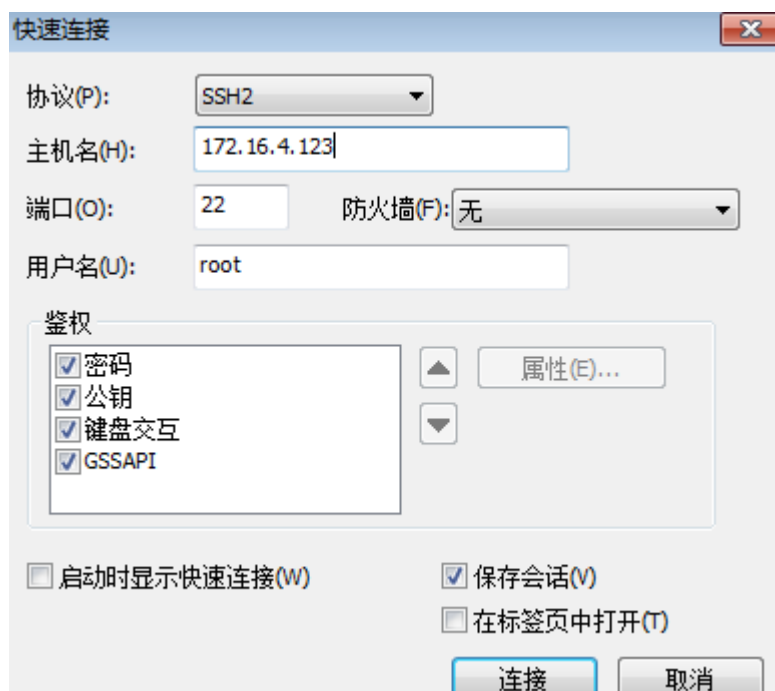 快速连接
协议(P): SSH2
主机名(H): 172.16.4.123
端口(O): 22 防火墙(F): 无
用户名(U): root
鉴权
密码 属性(E)...
公钥
键盘交互
GSSAPI
启动时显示快速连接(W) 保存会话(V)
在标签页中打开(T)
连接 取消